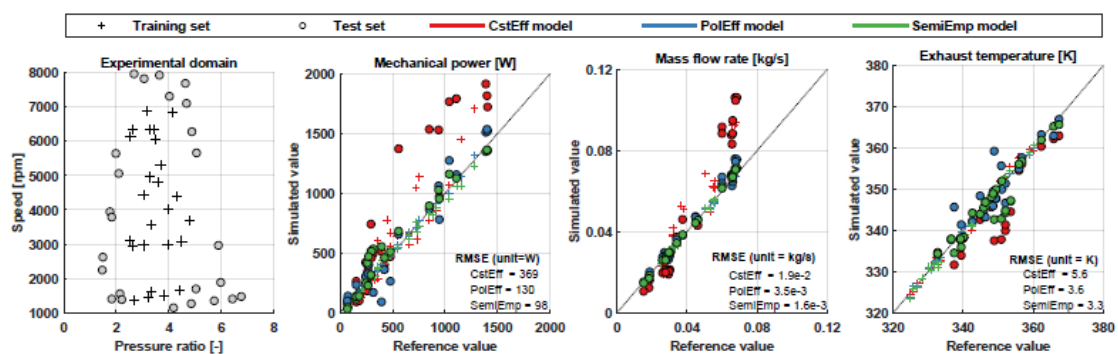 Training set
Test set
CstEff model
PolEff model
SemiEmp model
Experimental domain
8000
7000
6000
5000
4000
3000
2000
1000
Speed [rpm]
0
2
4
6
8
Pressure ratio [-]
Mechanical power [W]
2000
1500
1000
500
0
Simulated value
RMSE (unit=W)
CstEff = 369
PolEff = 130
SemiEmp = 98
0
500
1000
1500
2000
Reference value
Mass flow rate [kg/s]
0.12
0.08
0.04
0
Simulated value
RMSE (unit = kg/s)
CstEff = 1.9e-2
PolEff = 3.5e-3
SemiEmp = 1.6e-3
0
0.04
0.08
0.12
Reference value
Exhaust temperature [K]
380
370
360
350
340
330
320
Simulated value
RMSE (unit = K)
CstEff = 5.6
PolEff = 3.6
SemiEmp = 3.3
320
340
360
380
Reference value